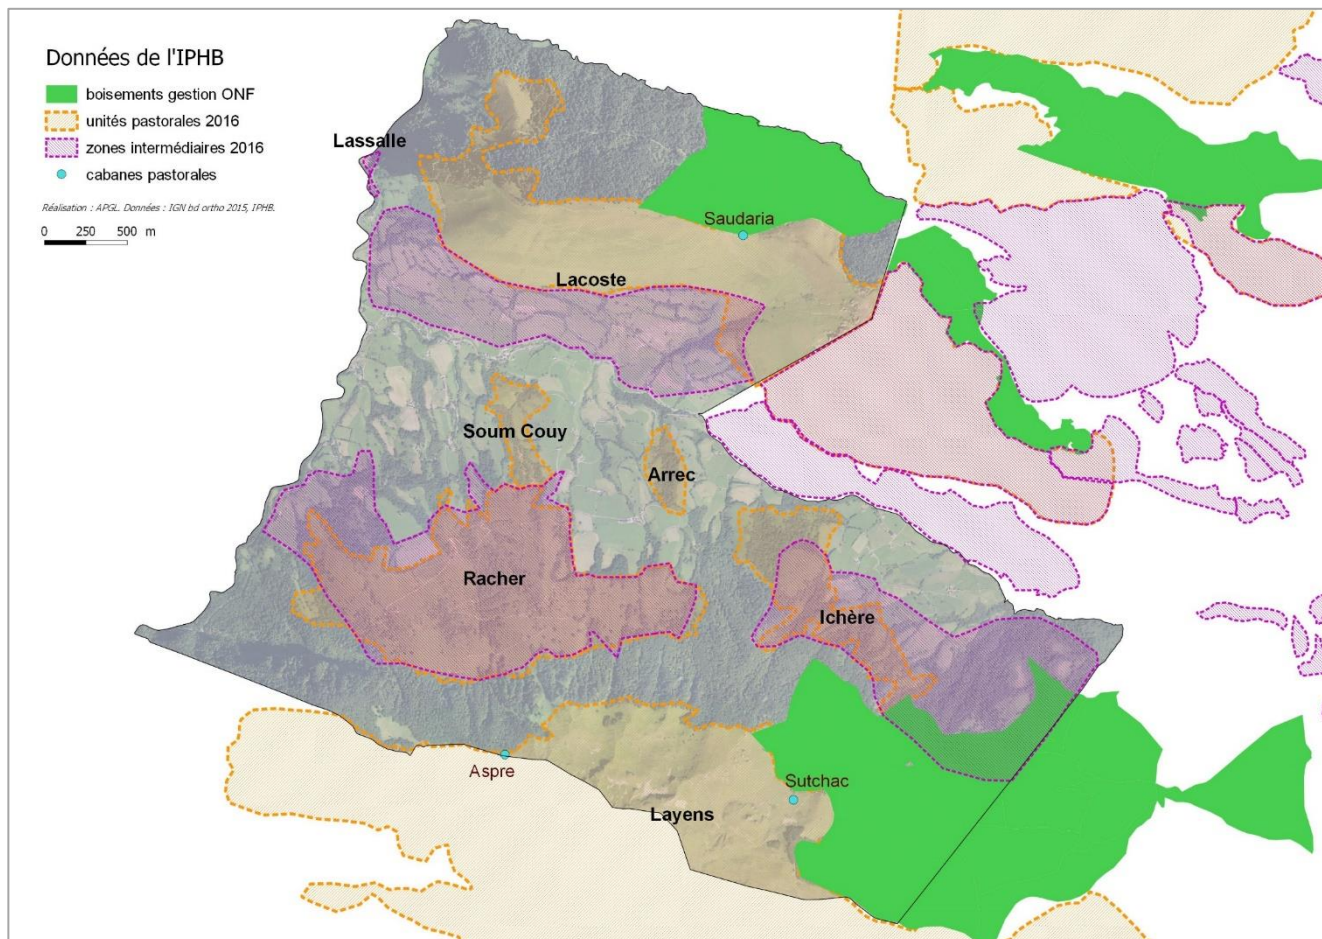 Données de l'IPHB
boisements gestion ONF
unités pastorales 2016
zones intermédiaires 2016
cabanes pastorales
Réalisation : APGL. Données : IGN bd ortho 2015, IPHB.
0 250 500 m
Lassalle
Saudaria
Lacoste
Soum Couy
Arrec
Racher
Ichère
Aspre
Sutchac
Layens